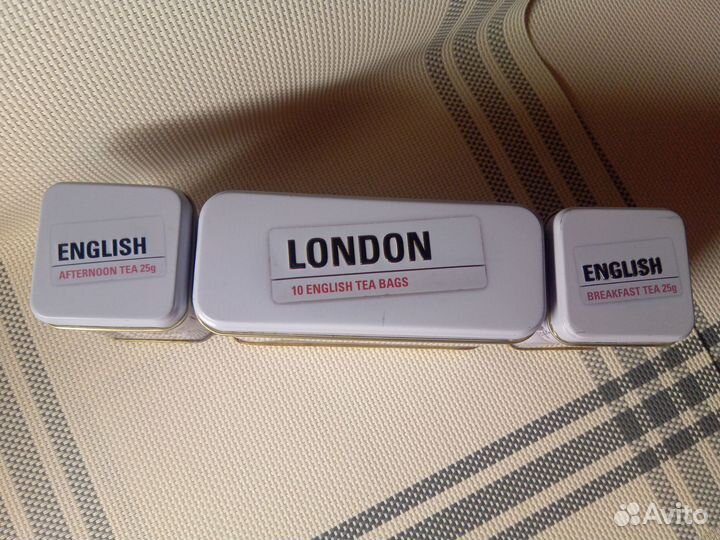 ENGLISH
AFTERNOON TEA 25g
LONDON
10 ENGLISH TEA BAGS
ENGLISH
BREAKFAST TEA 25g
Avito